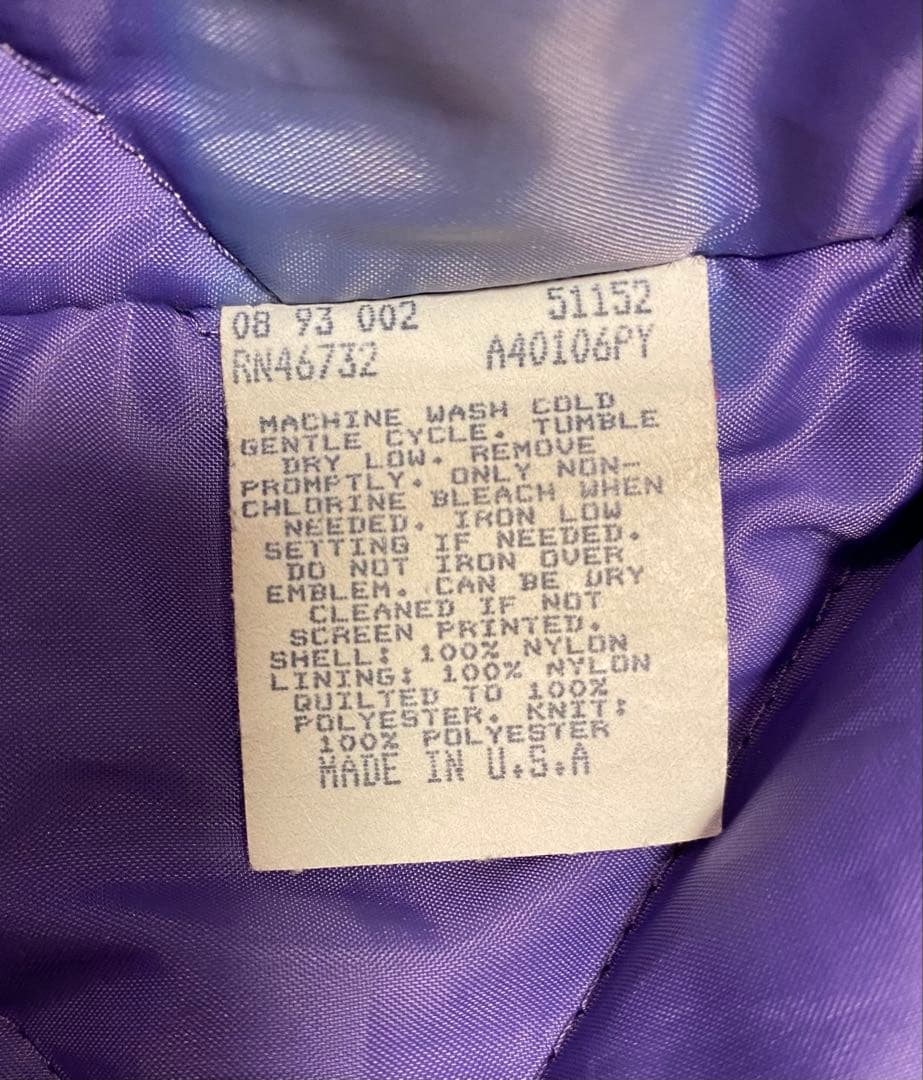 08 93 002 51152
RN46732 A40106PY
MACHINE WASH COLD
GENTLE CYCLE. TUMBLE
DRY LOW. REMOVE
PROMPTLY. ONLY NON-
CHLORINE BLEACH WHEN
NEEDED. IRON LOW
SETTING IF NEEDED.
DO NOT IRON OVER
EMBLEM. CAN BE DRY
CLEANED IF NOT
SCREEN PRINTED.
SHELL: 100% NYLON
LINING: 100% NYLON
QUILTED TO 100%
POLYESTER. KNIT:
100% POLYESTER
MADE IN U.S.A